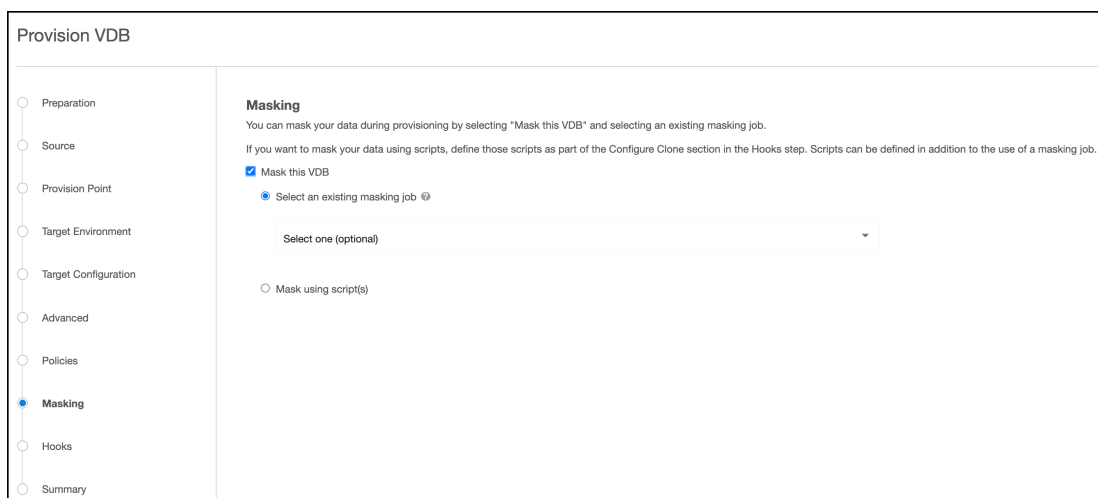 Provision VDB
Preparation
Source
Provision Point
Target Environment
Target Configuration
Advanced
Policies
Masking
Hooks
Summary
Masking
You can mask your data during provisioning by selecting "Mask this VDB" and selecting an existing masking job.
If you want to mask your data using scripts, define those scripts as part of the Configure Clone section in the Hooks step. Scripts can be defined in addition to the use of a masking job.
Mask this VDB
Select an existing masking job ?
Select one (optional)
Mask using script(s)